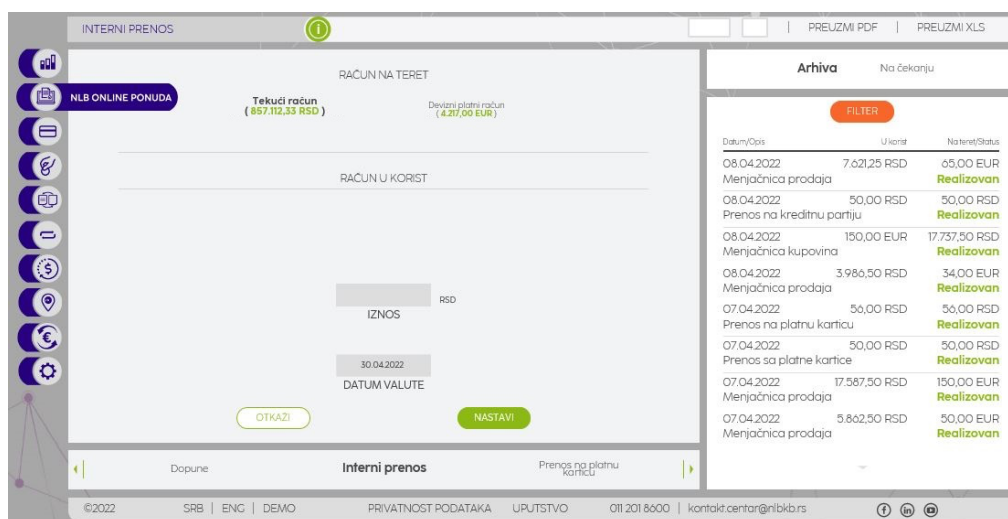 INTERNI PRENOS
i
PREUZMI PDF | PREUZMI XLS
NLB ONLINE PONUDA
RAČUN NA TERET
Tekući račun
( 857.112,33 RSD )
Devizni platni račun
( 4.217,00 EUR )
RAČUN U KORIST
RSD
IZNOS
30.04.2022
DATUM VALUTE
OTKAŽI
NASTAVI
Dopune
Interni prenos
Prenos na platnu
karticu
Arhiva
Na čekanju
FILTER
Datum/Opis U korist Na teret/Status
08.04.2022 7.621,25 RSD 65,00 EUR
Menjačnica prodaja Realizovan
08.04.2022 50,00 RSD 50,00 RSD
Prenos na kreditnu partiju Realizovan
08.04.2022 150,00 EUR 17.737,50 RSD
Menjačnica kupovina Realizovan
08.04.2022 3.986,50 RSD 34,00 EUR
Menjačnica prodaja Realizovan
07.04.2022 56,00 RSD 56,00 RSD
Prenos na platnu karticu Realizovan
07.04.2022 50,00 RSD 50,00 RSD
Prenos sa platne kartice Realizovan
07.04.2022 17.587,50 RSD 150,00 EUR
Menjačnica prodaja Realizovan
07.04.2022 5.862,50 RSD 50,00 EUR
Menjačnica prodaja Realizovan
©2022 SRB | ENG | DEMO PRIVATNOST PODATAKA UPUTSTVO 011 201 8600 | kontakt.centar@nlbkb.rs